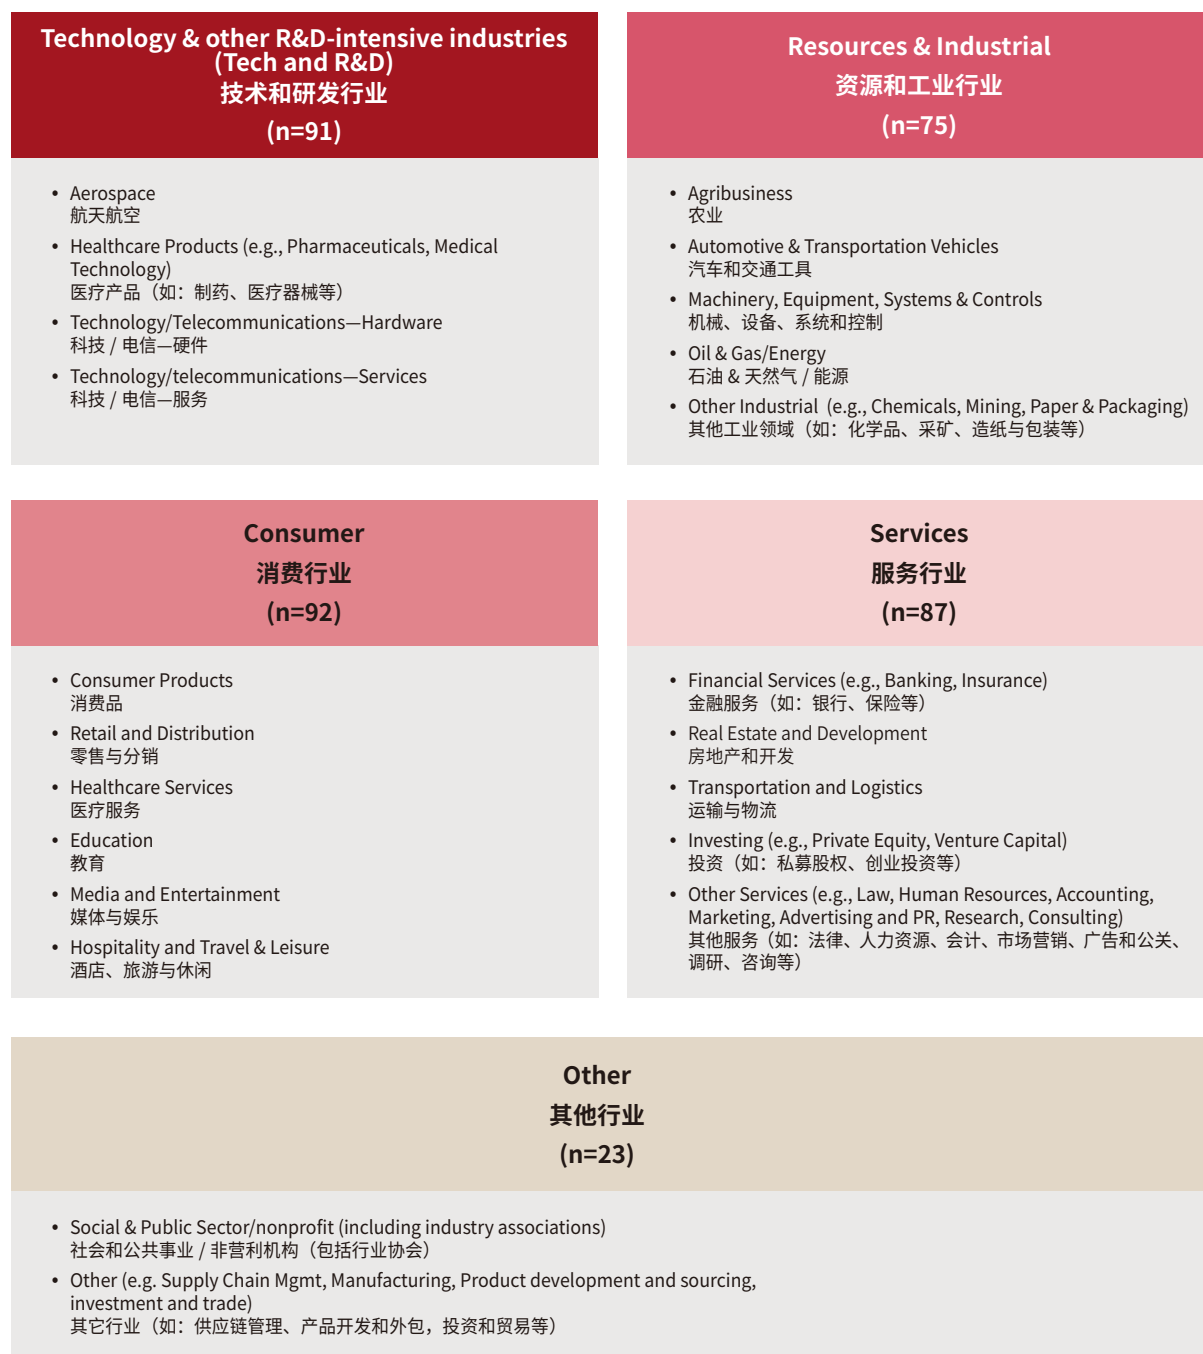 Technology & other R&D-intensive industries
(Tech and R&D)
技术和研发行业
(n=91)
• Aerospace
航天航空
• Healthcare Products (e.g., Pharmaceuticals, Medical
Technology)
医疗产品（如：制药、医疗器械等）
• Technology/Telecommunications—Hardware
科技 / 电信—硬件
• Technology/telecommunications—Services
科技 / 电信—服务
Resources & Industrial
资源和工业行业
(n=75)
• Agribusiness
农业
• Automotive & Transportation Vehicles
汽车和交通工具
• Machinery, Equipment, Systems & Controls
机械、设备、系统和控制
• Oil & Gas/Energy
石油 & 天然气 / 能源
• Other Industrial (e.g., Chemicals, Mining, Paper & Packaging)
其他工业领域（如：化学品、采矿、造纸与包装等）
Consumer
消费行业
(n=92)
• Consumer Products
消费品
• Retail and Distribution
零售与分销
• Healthcare Services
医疗服务
• Education
教育
• Media and Entertainment
媒体与娱乐
• Hospitality and Travel & Leisure
酒店、旅游与休闲
Services
服务行业
(n=87)
• Financial Services (e.g., Banking, Insurance)
金融服务（如：银行、保险等）
• Real Estate and Development
房地产和开发
• Transportation and Logistics
运输与物流
• Investing (e.g., Private Equity, Venture Capital)
投资（如：私募股权、创业投资等）
• Other Services (e.g., Law, Human Resources, Accounting,
Marketing, Advertising and PR, Research, Consulting)
其他服务（如：法律、人力资源、会计、市场营销、广告和公关、
调研、咨询等）
Other
其他行业
(n=23)
• Social & Public Sector/nonprofit (including industry associations)
社会和公共事业 / 非营利机构（包括行业协会）
• Other (e.g. Supply Chain Mgmt, Manufacturing, Product development and sourcing,
investment and trade)
其它行业（如：供应链管理、产品开发和外包，投资和贸易等）